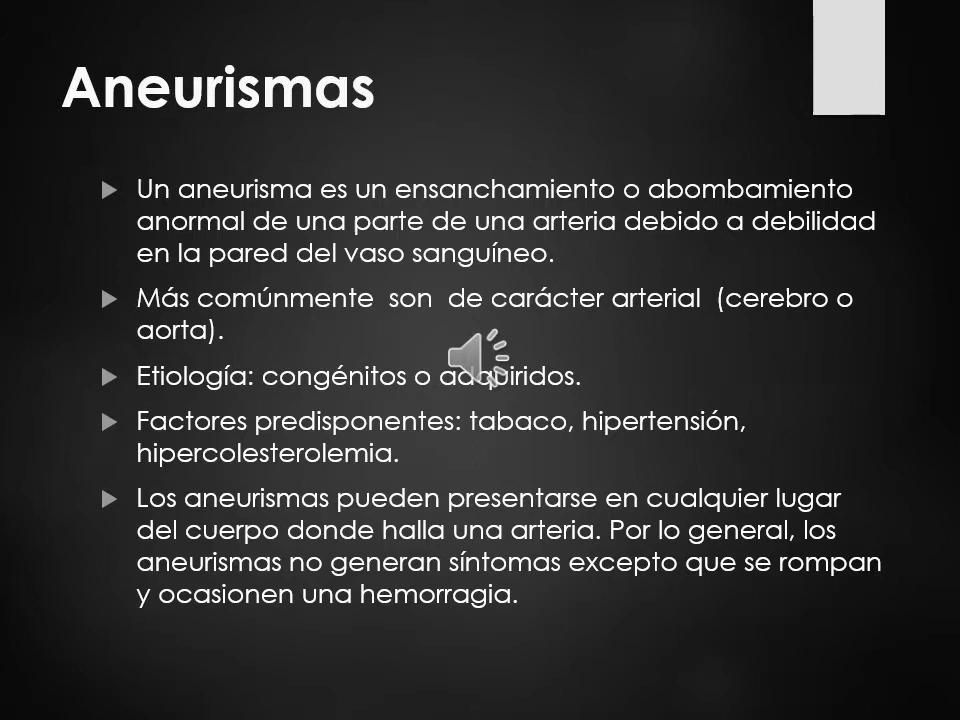 Aneurismas
Un aneurisma es un ensanchamiento o abombamiento
anormal de una parte de una arteria debido a debilidad
en la pared del vaso sanguíneo.
Más comúnmente  son  de carácter arterial  (cerebro o
aorta).
Etiología: congénitos o adquiridos.
Factores predisponentes: tabaco, hipertensión,
hipercolesterolemia.
Los aneurismas pueden presentarse en cualquier lugar
del cuerpo donde halla una arteria. Por lo general, los
aneurismas no generan síntomas excepto que se rompan
y ocasionen una hemorragia.